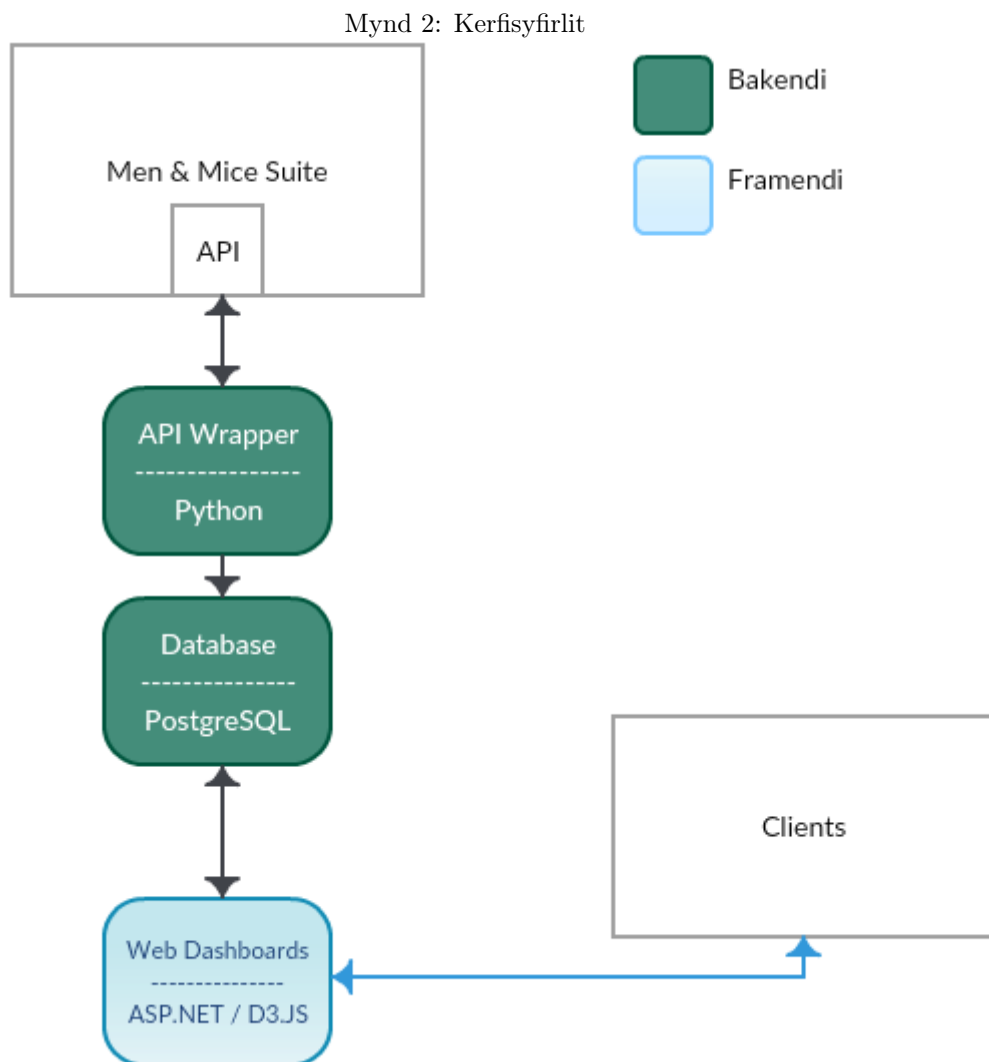 Mynd 2: Kerfisyfirlit
Bakendi
Framendi
Men & Mice Suite
API
API Wrapper
----------------
Python
Database
---------------
PostgreSQL
Clients
Web Dashboards
---------------
ASP.NET / D3.JS